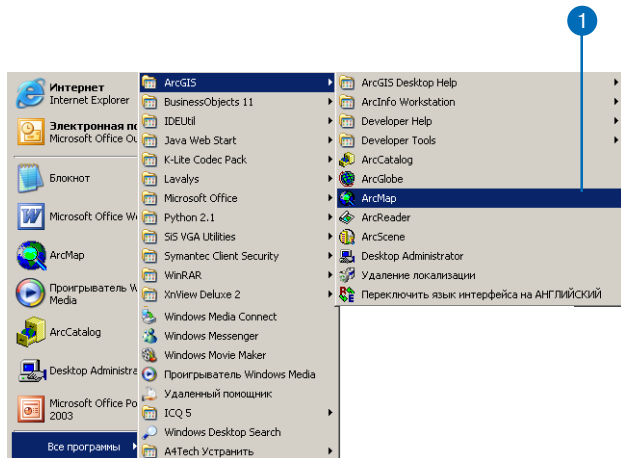 1
Интернет
Internet Explorer
Электронная по
Microsoft Office Ou
Блокнот
Microsoft Office Wo
ArcMap
Проигрыватель W
Media
ArcCatalog
Desktop Administra
Microsoft Office Po
2003
Все программы
ArcGIS
BusinessObjects 11
IDEUtil
Java Web Start
K-Lite Codec Pack
Lavalys
Microsoft Office
Python 2.1
SiS VGA Utilities
Symantec Client Security
WinRAR
XnView Deluxe 2
Windows Media Connect
Windows Messenger
Windows Movie Maker
Проигрыватель Windows Media
Удаленный помощник
ICQ 5
Windows Desktop Search
A4Tech Устранить
ArcGIS Desktop Help
ArcInfo Workstation
Developer Help
Developer Tools
ArcCatalog
ArcGlobe
ArcMap
ArcReader
ArcScene
Desktop Administrator
Удаление локализации
Переключить язык интерфейса на АНГЛИЙСКИЙ